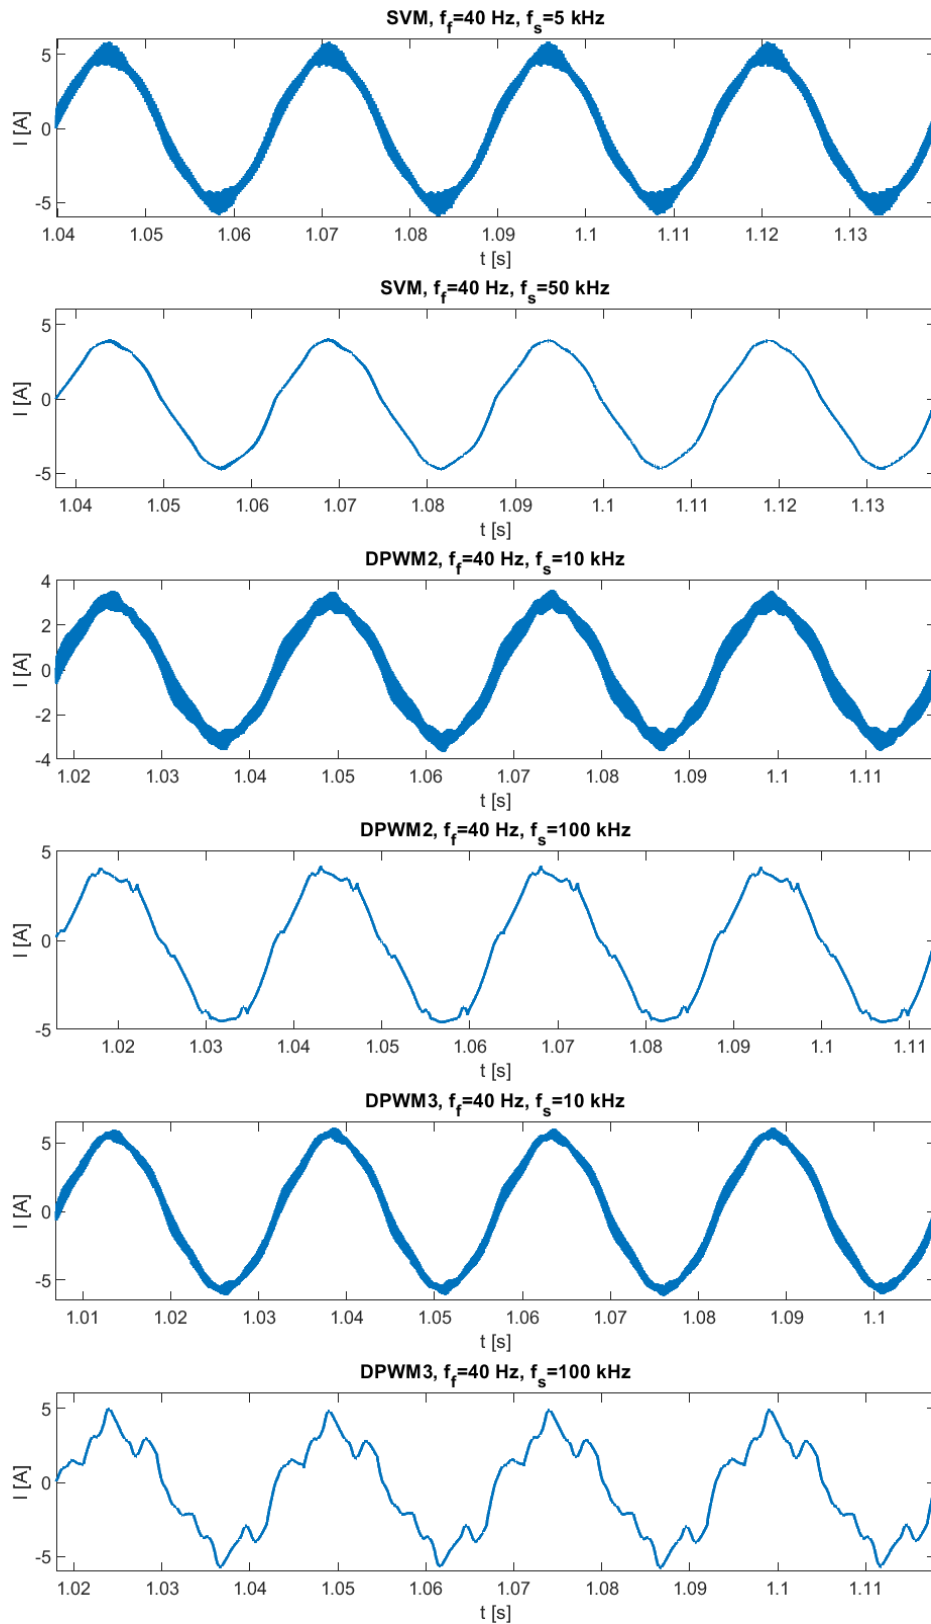 SVM, f_f=40 Hz, f_s=5 kHz
5
0
-5
I [A]
1.04 1.05 1.06 1.07 1.08 1.09 1.1 1.11 1.12 1.13
t [s]
SVM, f_f=40 Hz, f_s=50 kHz
5
0
-5
I [A]
1.04 1.05 1.06 1.07 1.08 1.09 1.1 1.11 1.12 1.13
t [s]
DPWM2, f_f=40 Hz, f_s=10 kHz
4
2
0
-2
-4
I [A]
1.02 1.03 1.04 1.05 1.06 1.07 1.08 1.09 1.1 1.11
t [s]
DPWM2, f_f=40 Hz, f_s=100 kHz
5
0
-5
I [A]
1.02 1.03 1.04 1.05 1.06 1.07 1.08 1.09 1.1 1.11
t [s]
DPWM3, f_f=40 Hz, f_s=10 kHz
5
0
-5
I [A]
1.01 1.02 1.03 1.04 1.05 1.06 1.07 1.08 1.09 1.1
t [s]
DPWM3, f_f=40 Hz, f_s=100 kHz
5
0
-5
I [A]
1.02 1.03 1.04 1.05 1.06 1.07 1.08 1.09 1.1 1.11
t [s]